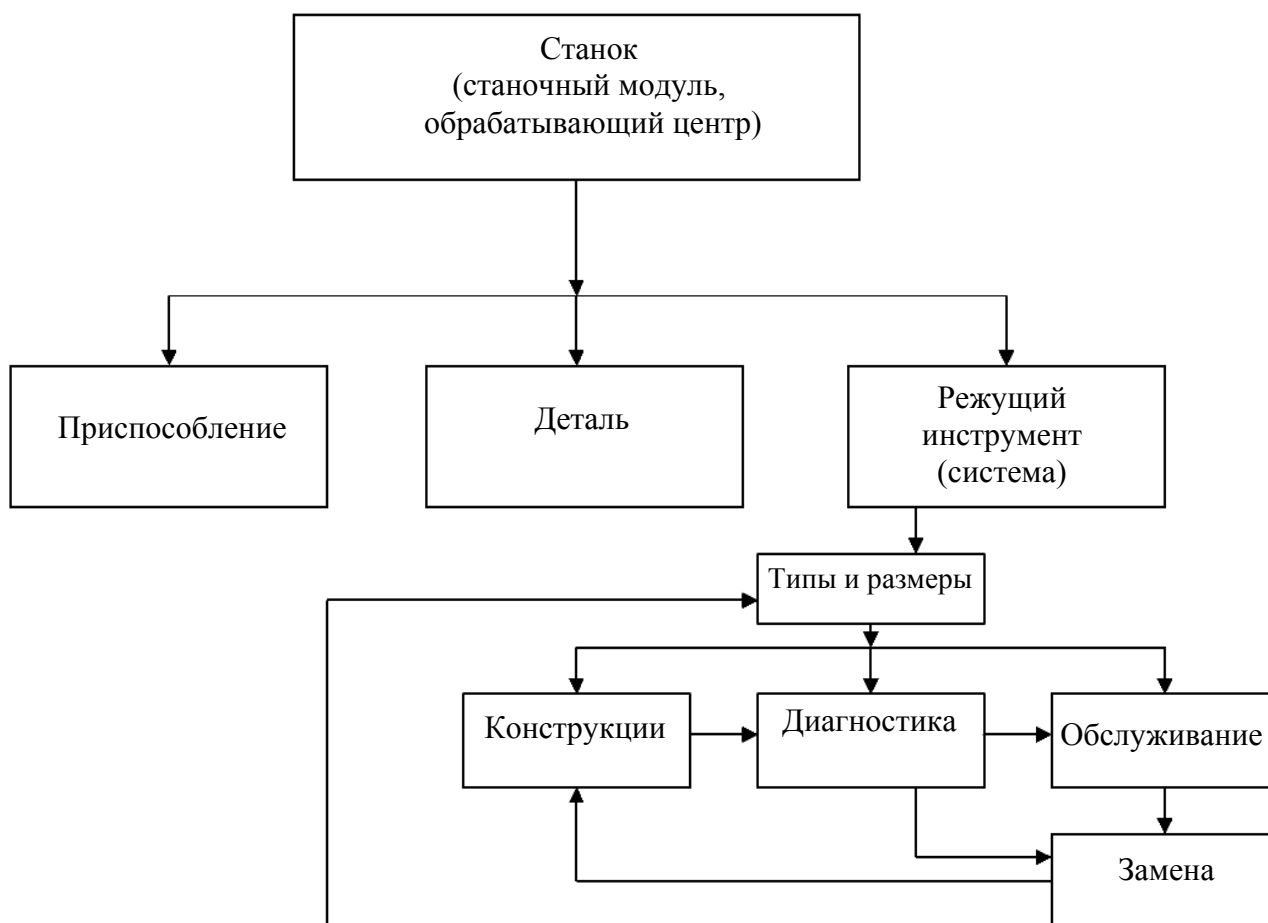 Станок
(станочный модуль,
обрабатывающий центр)
Приспособление
Деталь
Режущий
инструмент
(система)
Типы и размеры
Конструкции
Диагностика
Обслуживание
Замена